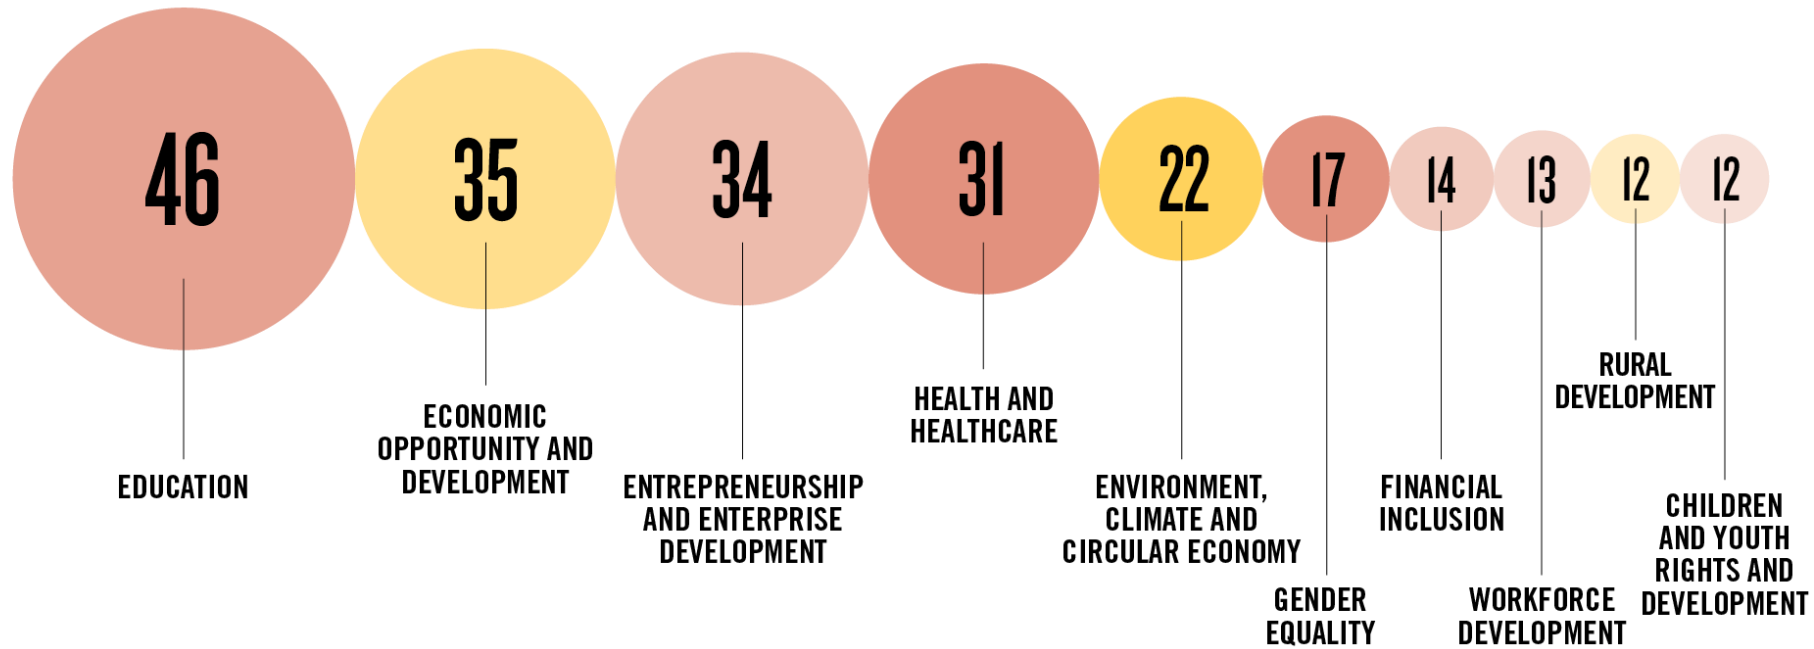 46
35
34
31
22
17
14
13
12
12
EDUCATION
ECONOMIC
OPPORTUNITY AND
DEVELOPMENT
ENTREPRENEURSHIP
AND ENTERPRISE
DEVELOPMENT
HEALTH AND
HEALTHCARE
ENVIRONMENT,
CLIMATE AND
CIRCULAR ECONOMY
GENDER
EQUALITY
FINANCIAL
INCLUSION
WORKFORCE
DEVELOPMENT
RURAL
DEVELOPMENT
CHILDREN
AND YOUTH
RIGHTS AND
DEVELOPMENT